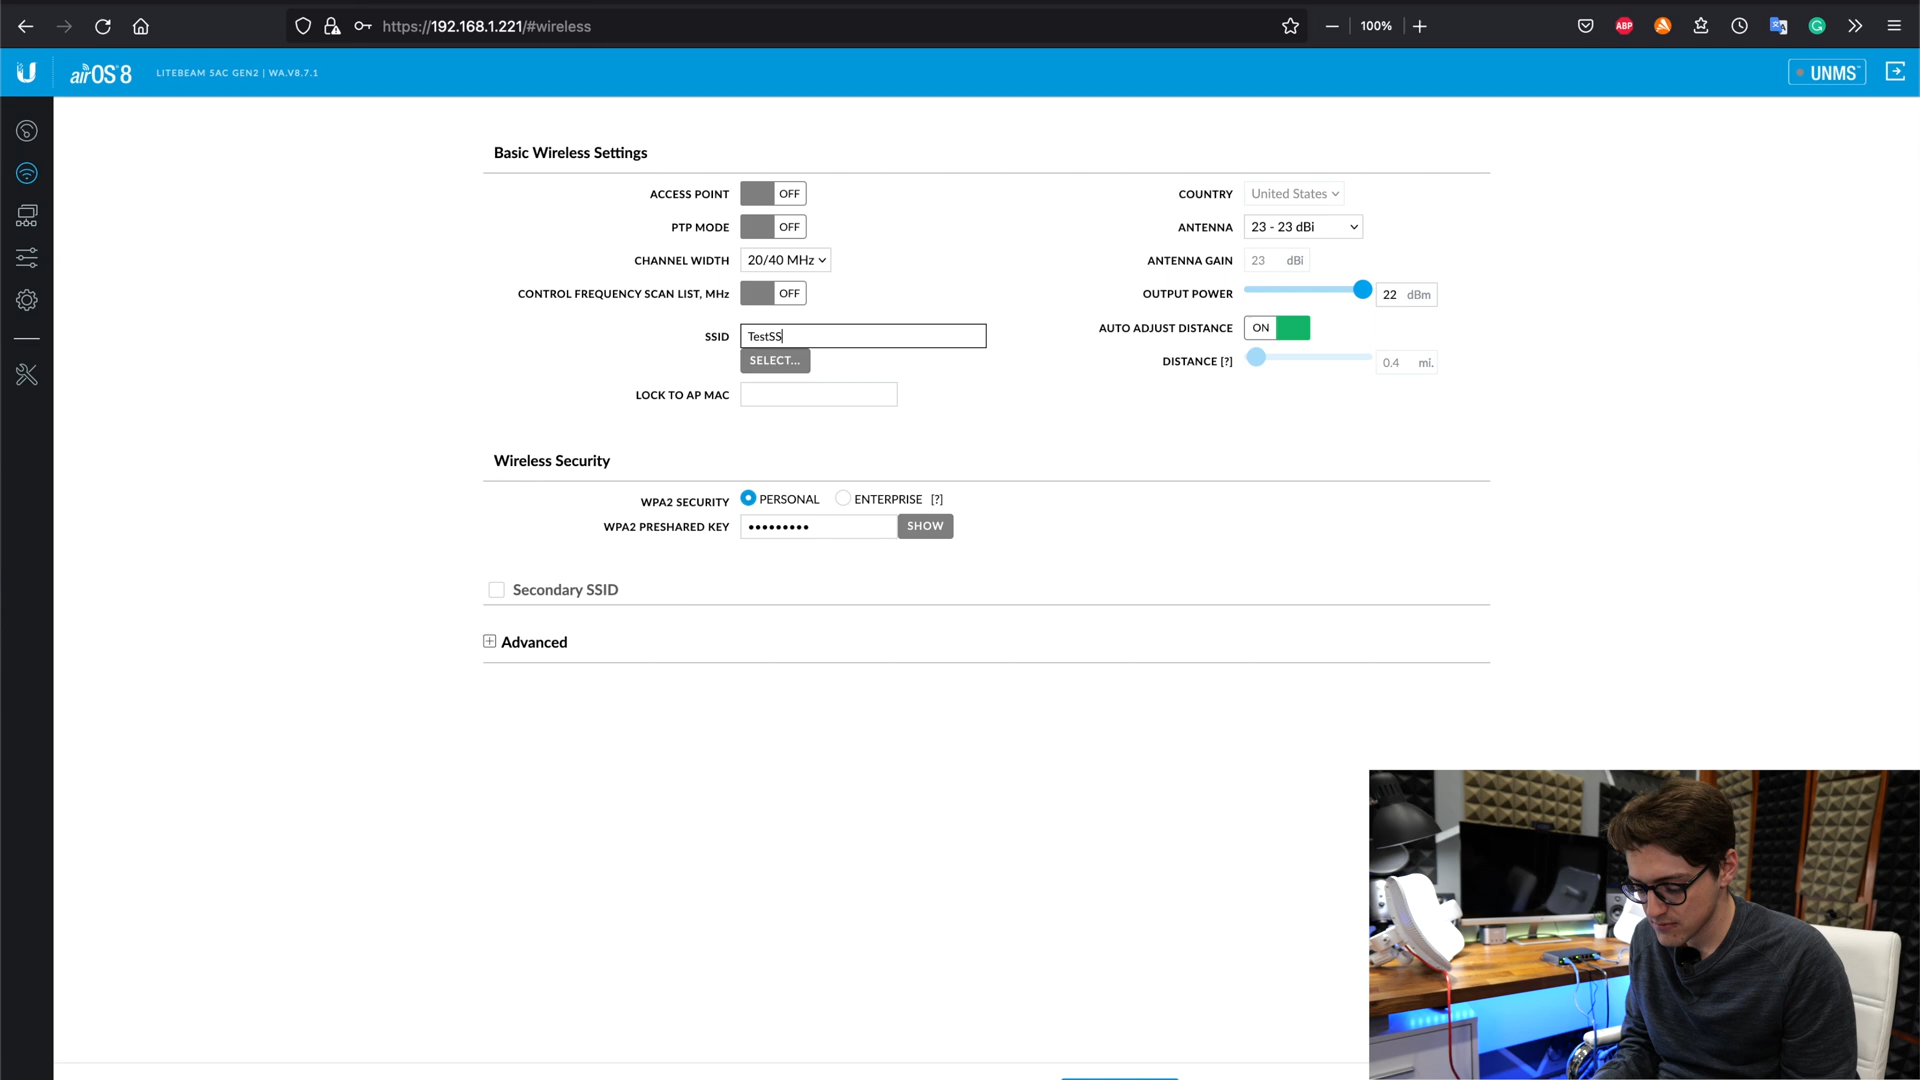 https://192.168.1.221/#wireless
100%
ABP
airOS 8
LITEBEAM 5AC GEN2 | WA.V8.7.1
UNMS
Basic Wireless Settings
ACCESS POINT OFF
PTP MODE OFF
CHANNEL WIDTH 20/40 MHz
CONTROL FREQUENCY SCAN LIST, MHz OFF
SSID TestSS
SELECT...
LOCK TO AP MAC
COUNTRY United States
ANTENNA 23 - 23 dBi
ANTENNA GAIN 23 dBi
OUTPUT POWER 22 dBm
AUTO ADJUST DISTANCE ON
DISTANCE [?] 0.4 mi.
Wireless Security
WPA2 SECURITY PERSONAL ENTERPRISE [?]
WPA2 PRESHARED KEY ••••••••• SHOW
Secondary SSID
Advanced